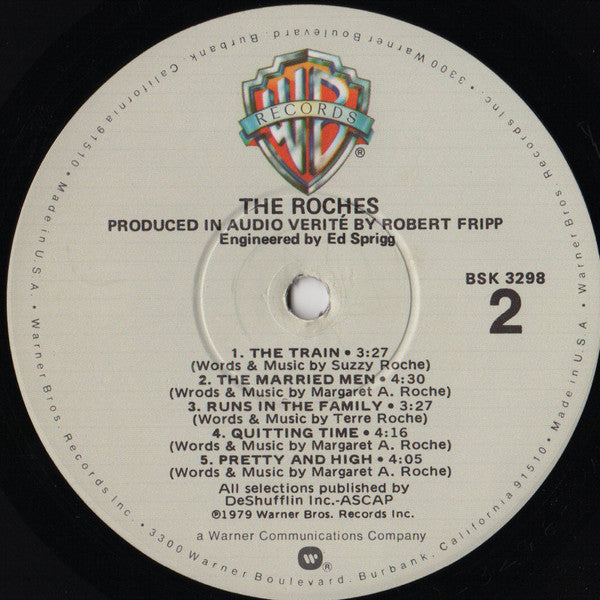 WB
RECORDS
®
THE ROCHES
PRODUCED IN AUDIO VERITÉ BY ROBERT FRIPP
Engineered by Ed Sprigg
BSK 3298
2
1. THE TRAIN • 3:27
(Words & Music by Suzzy Roche)
2. THE MARRIED MEN • 4:30
(Wrods & Music by Margaret A. Roche)
3. RUNS IN THE FAMILY • 3:27
(Words & Music by Terre Roche)
4. QUITTING TIME • 4:16
(Words & Music by Margaret A. Roche)
5. PRETTY AND HIGH • 4:05
(Words & Music by Margaret A. Roche)
All selections published by
DeShufflin Inc.-ASCAP
℗1979 Warner Bros. Records Inc.
a Warner Communications Company
®
Warner Bros. Records Inc. • 3300 Warner Boulevard, Burbank, California 91510 • Made in U.S.A. •
Warner Bros. Records Inc. • 3300 Warner Boulevard, Burbank, California 91510 • Made in U.S.A. •